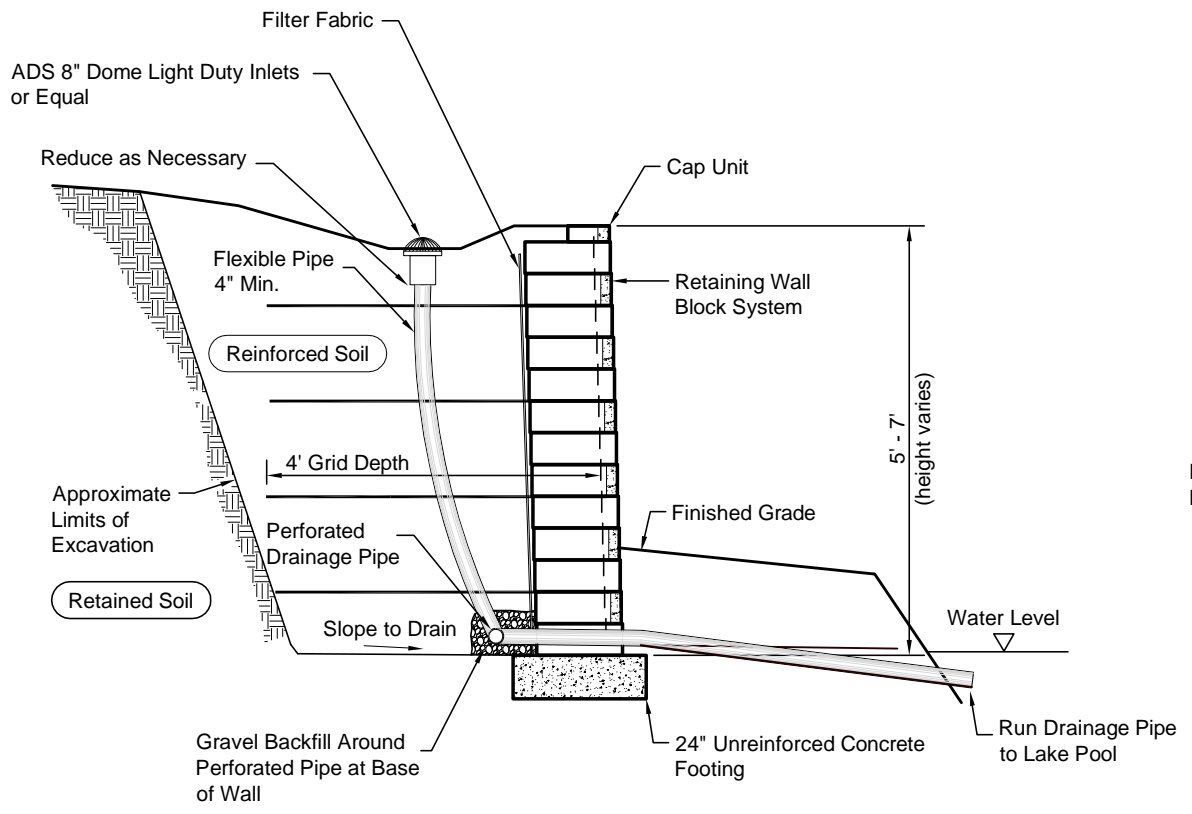 Filter Fabric
ADS 8" Dome Light Duty Inlets
or Equal
Reduce as Necessary
Cap Unit
Flexible Pipe
4" Min.
Retaining Wall
Block System
Reinforced Soil
5' - 7'
(height varies)
4' Grid Depth
Approximate
Limits of
Excavation
Perforated
Drainage Pipe
Finished Grade
Retained Soil
Slope to Drain
Water Level
Gravel Backfill Around
Perforated Pipe at Base
of Wall
24" Unreinforced Concrete
Footing
Run Drainage Pipe
to Lake Pool